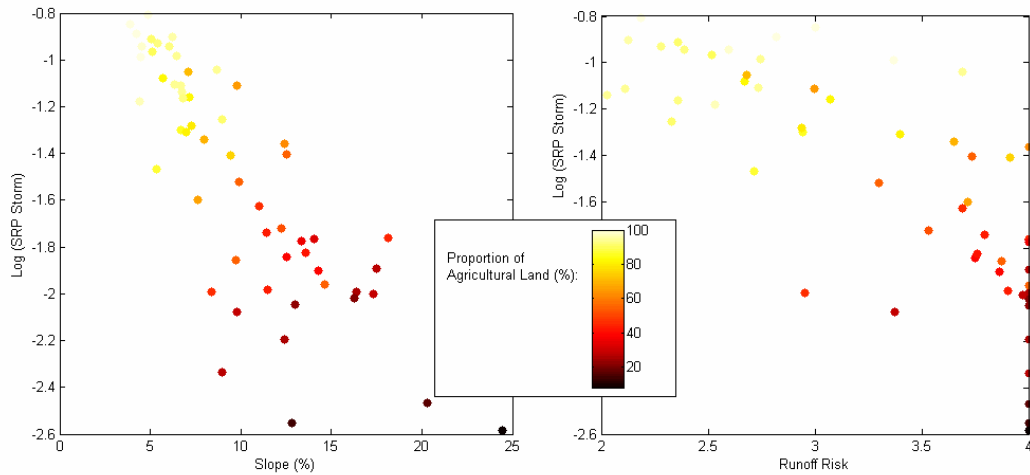 -0.8
-1
-1.2
-1.4
-1.6
-1.8
-2
-2.2
-2.4
-2.6
Log (SRP Storm)
0 5 10 15 20 25
Slope (%)
Proportion of
Agricultural Land (%):
100
80
60
40
20
-0.8
-1
-1.2
-1.4
-1.6
-2
-2.6
Log (SRP Storm)
2 2.5 3 3.5 4
Runoff Risk